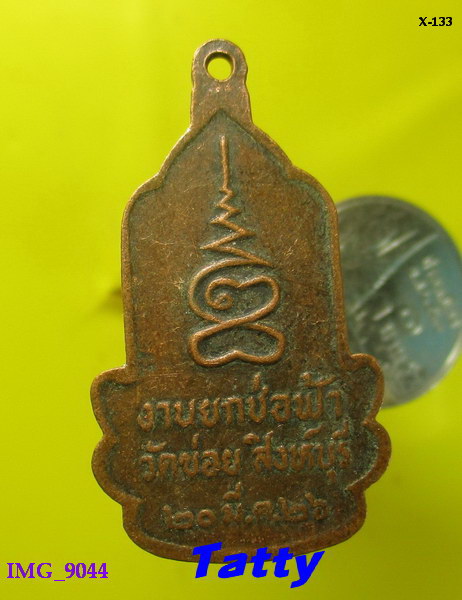 X-133
งานยกช่อฟ้า
วัดข่อย สิงห์บุรี
๒๐ มี.ค.๒๖
IMG_9044
Tatty